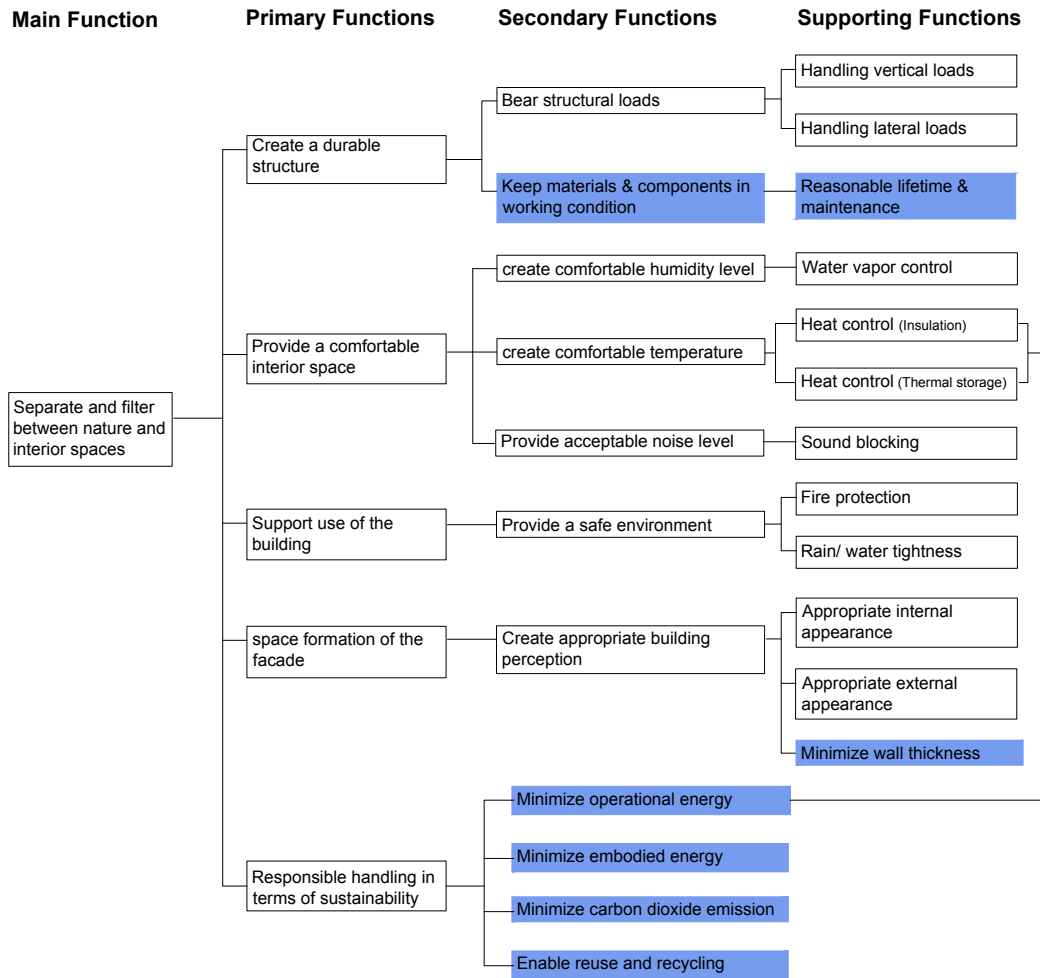 Main Function
Primary Functions
Secondary Functions
Supporting Functions
Separate and filter
between nature and
interior spaces
Create a durable
structure
Bear structural loads
Handling vertical loads
Handling lateral loads
Keep materials & components in
working condition
Reasonable lifetime &
maintenance
Provide a comfortable
interior space
create comfortable humidity level
Water vapor control
create comfortable temperature
Heat control (Insulation)
Heat control (Thermal storage)
Provide acceptable noise level
Sound blocking
Support use of the
building
Provide a safe environment
Fire protection
Rain/ water tightness
space formation of the
facade
Create appropriate building
perception
Appropriate internal
appearance
Appropriate external
appearance
Minimize wall thickness
Responsible handling in
terms of sustainability
Minimize operational energy
Minimize embodied energy
Minimize carbon dioxide emission
Enable reuse and recycling